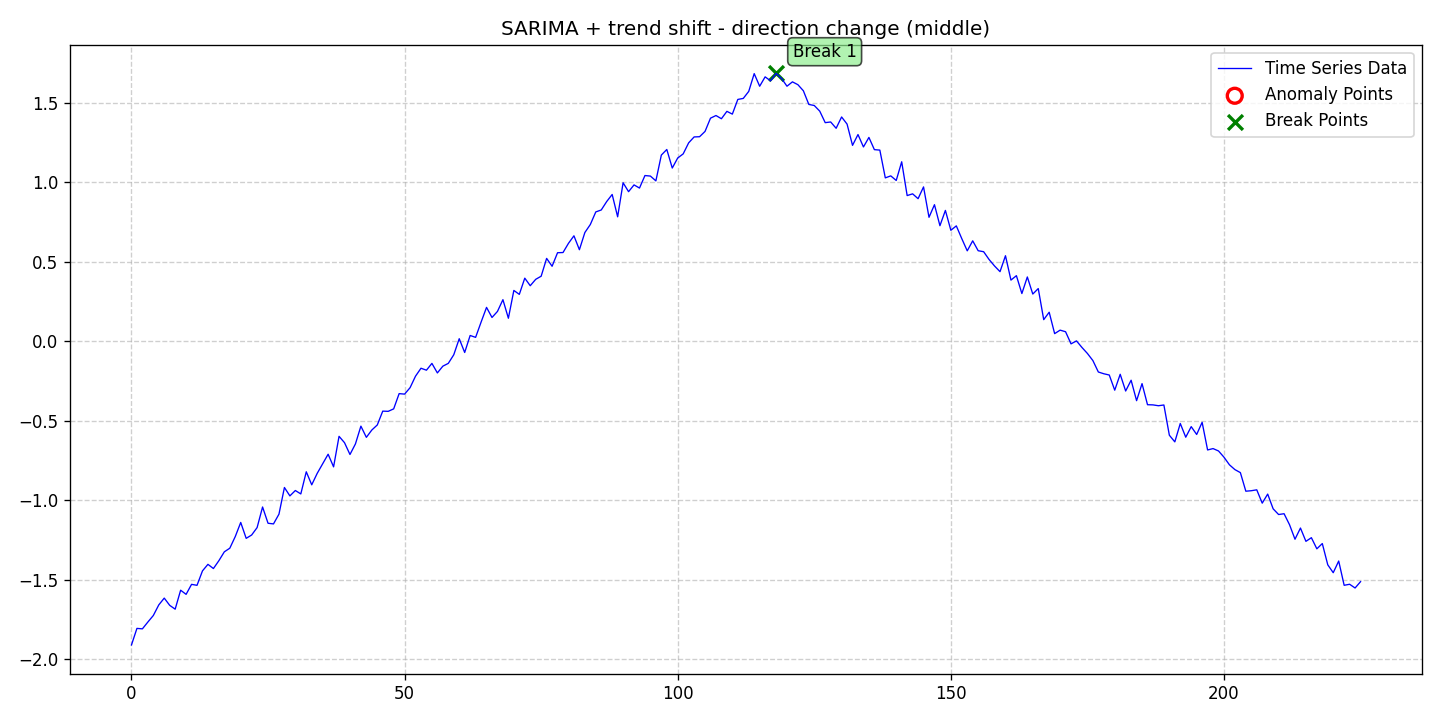 SARIMA + trend shift - direction change (middle)
Break 1
Time Series Data
Anomaly Points
Break Points
1.5
1.0
0.5
0.0
−0.5
−1.0
−1.5
−2.0
0
50
100
150
200